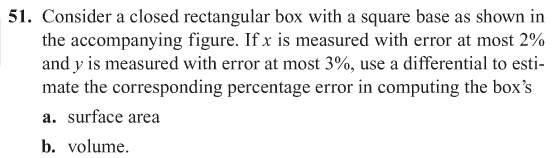 51. Consider a closed rectangular box with a square base as shown in
the accompanying figure. If x is measured with error at most 2%
and y is measured with error at most 3%, use a differential to esti-
mate the corresponding percentage error in computing the box's
a. surface area
b. volume.